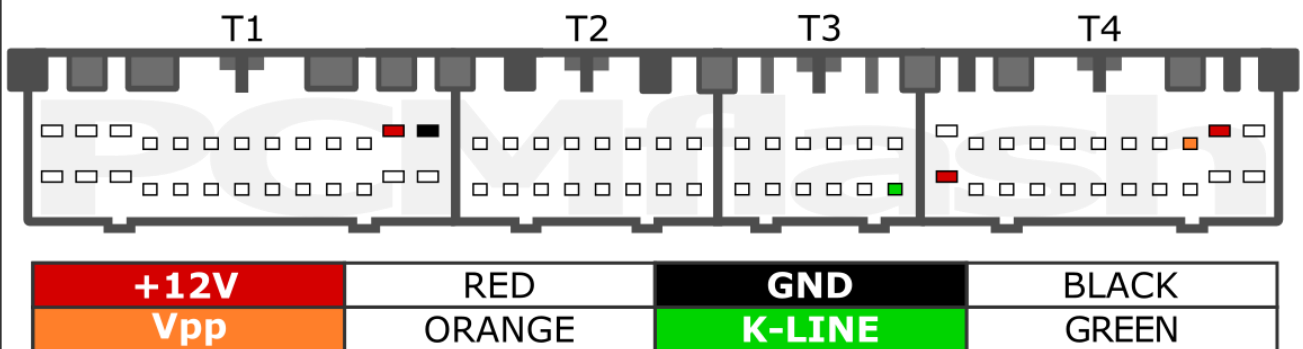 T1 T2 T3 T4
PCMflash
+12V RED GND BLACK
Vpp ORANGE K-LINE GREEN